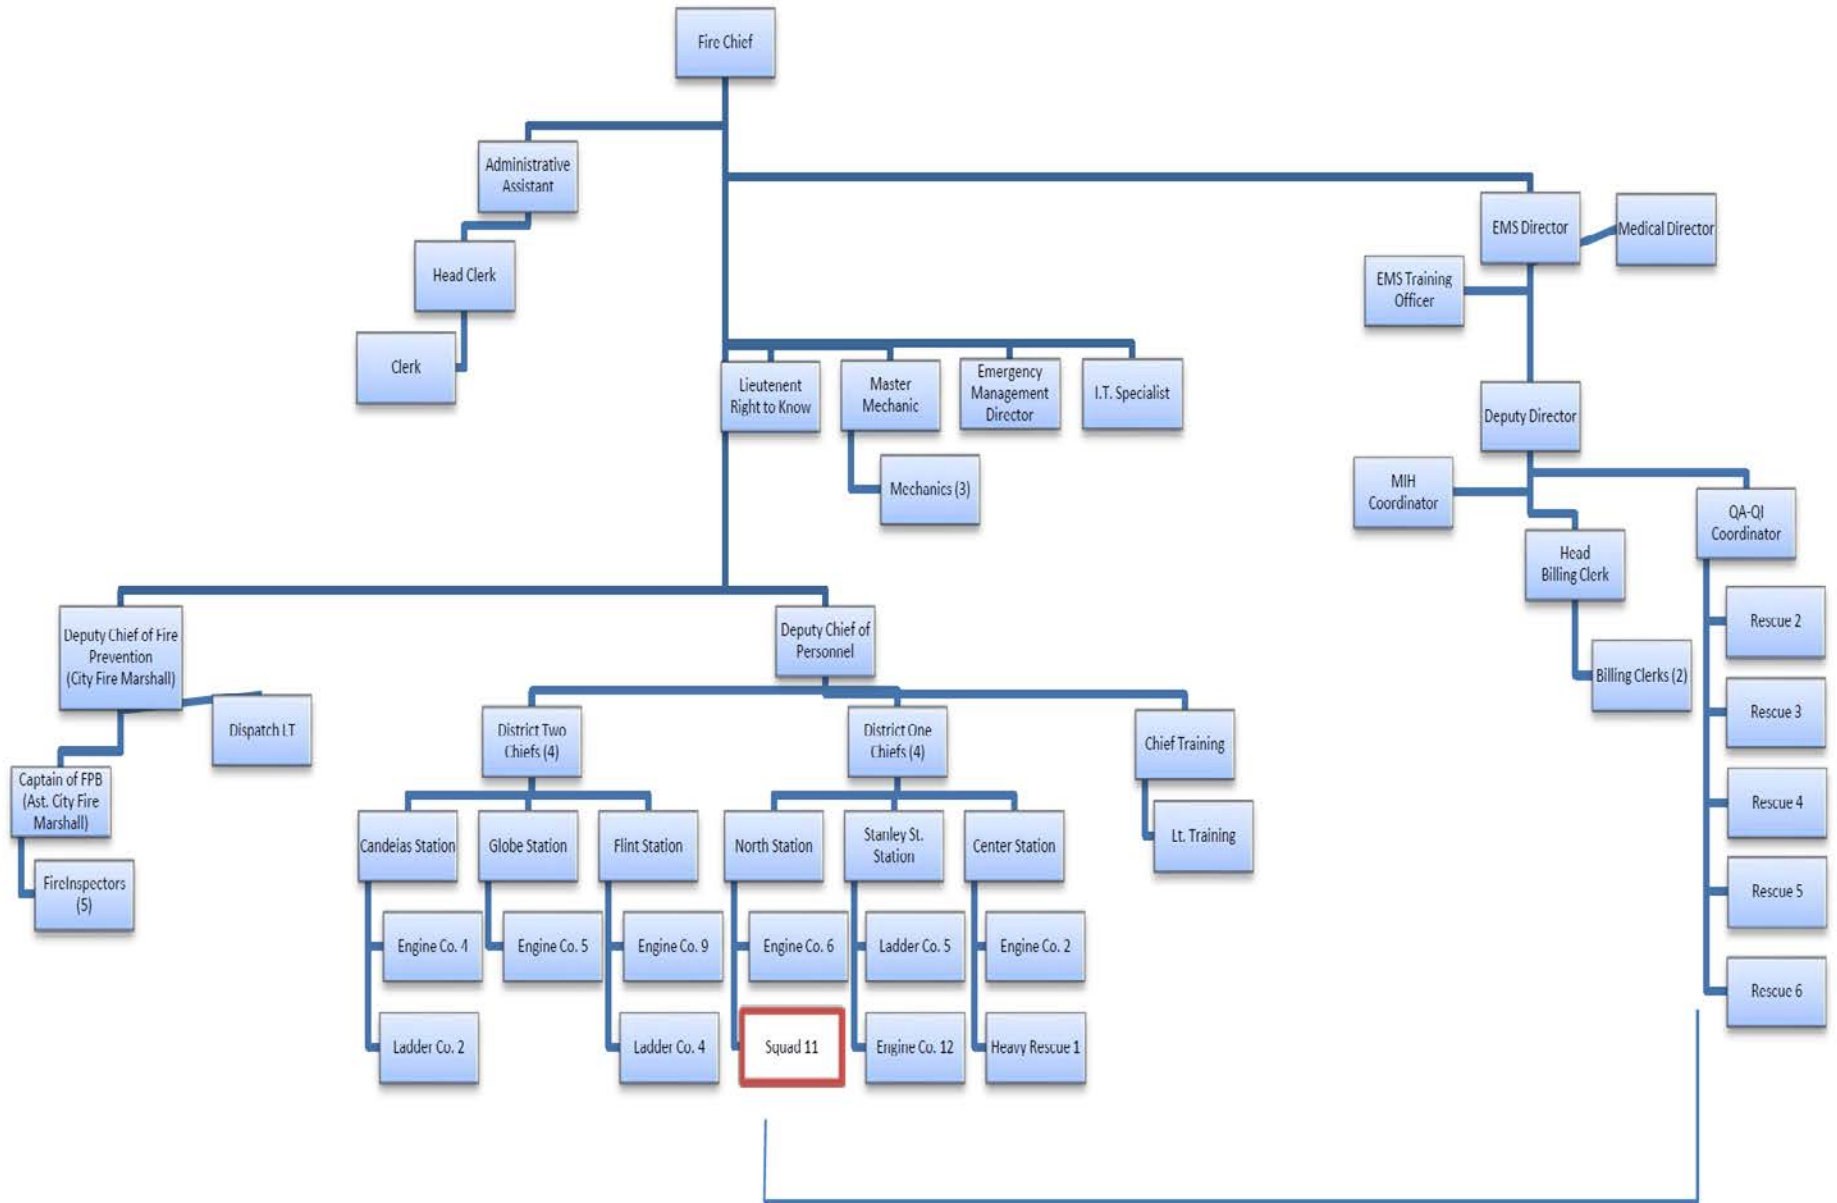 Fire Chief
Administrative
Assistant
EMS Director
Medical Director
Head Clerk
EMS Training
Officer
Clerk
Lieutenent
Right to Know
Master
Mechanic
Emergency
Management
Director
I.T. Specialist
Deputy Director
Mechanics (3)
MIH
Coordinator
QA-QI
Coordinator
Head
Billing Clerk
Rescue 2
Deputy Chief of Fire
Prevention
(City Fire Marshall)
Deputy Chief of
Personnel
Billing Clerks (2)
Rescue 3
Dispatch LT
District Two
Chiefs (4)
District One
Chiefs (4)
Chief Training
Captain of FPB
(Ast. City Fire
Marshall)
Rescue 4
Candeias Station
Globe Station
Flint Station
North Station
Stanley St.
Station
Center Station
Lt. Training
FireInspectors
(5)
Rescue 5
Engine Co. 4
Engine Co. 5
Engine Co. 9
Engine Co. 6
Ladder Co. 5
Engine Co. 2
Rescue 6
Ladder Co. 2
Ladder Co. 4
Squad 11
Engine Co. 12
Heavy Rescue 1